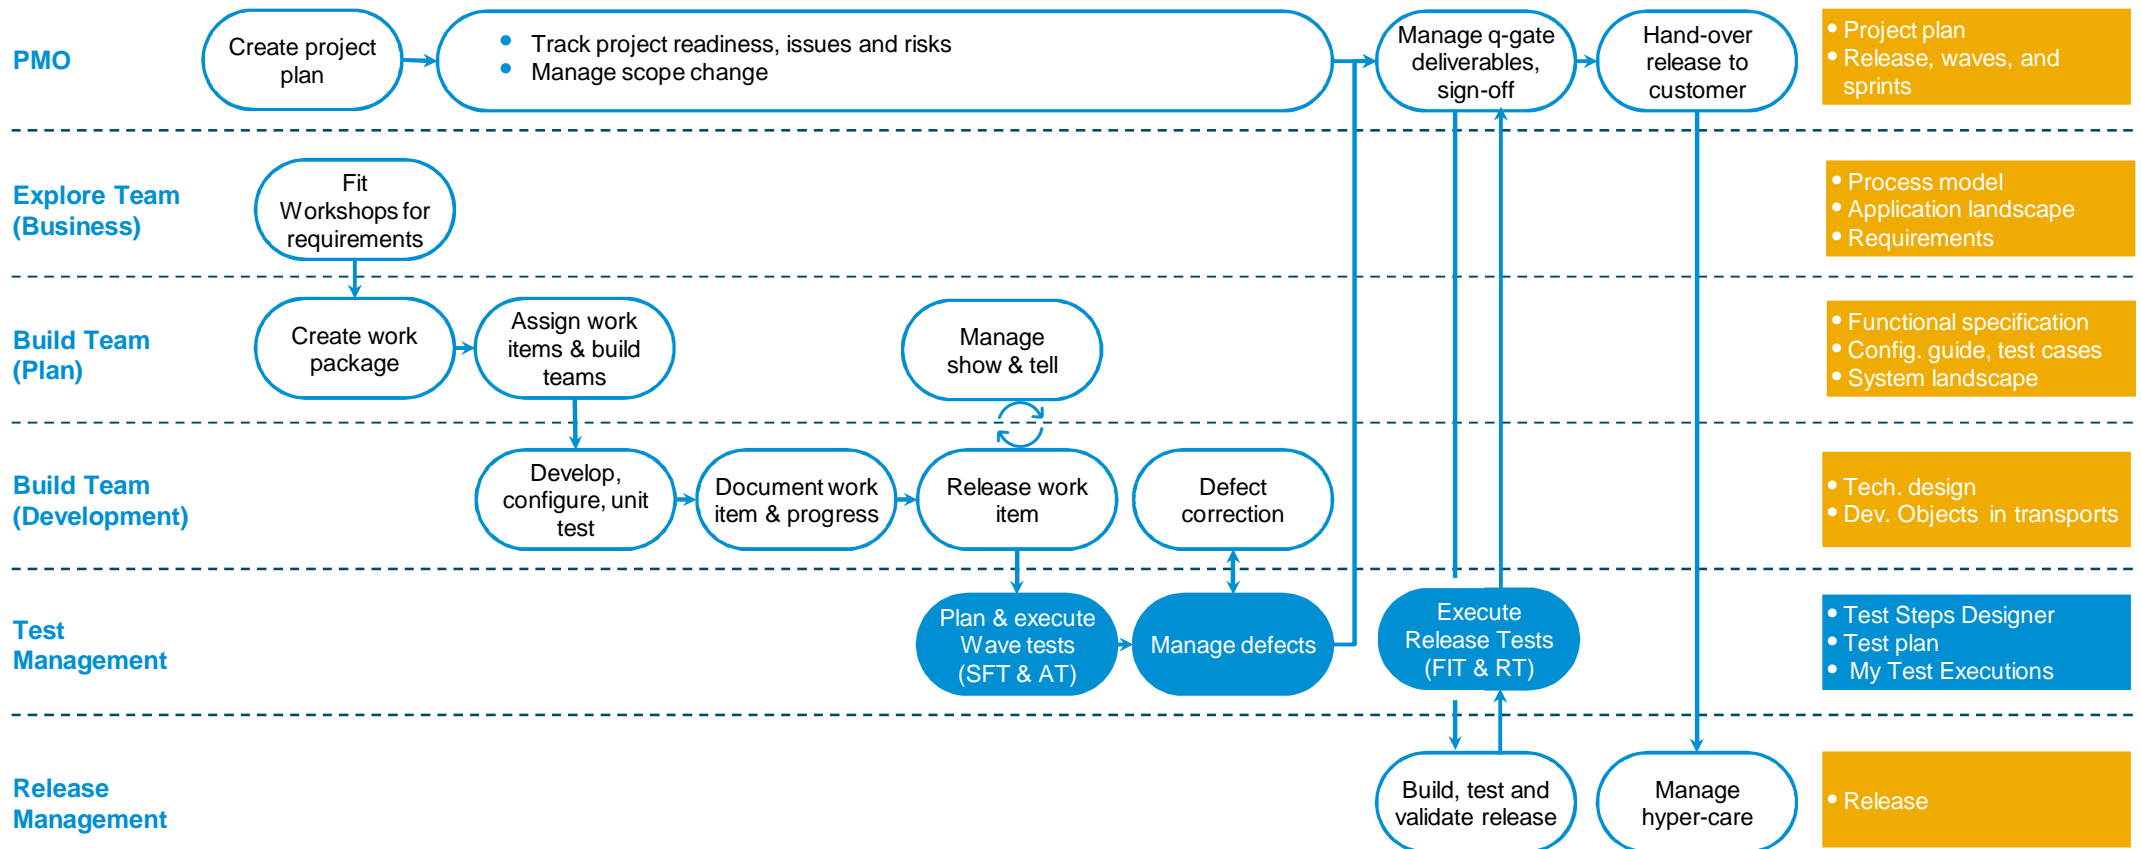 PMO
Create project
plan
• Track project readiness, issues and risks
• Manage scope change
Manage q-gate
deliverables,
sign-off
Hand-over
release to
customer
• Project plan
• Release, waves, and
sprints
Explore Team
(Business)
Fit
Workshops for
requirements
• Process model
• Application landscape
• Requirements
Build Team
(Plan)
Create work
package
Assign work
items & build
teams
Manage
show & tell
• Functional specification
• Config. guide, test cases
• System landscape
Build Team
(Development)
Develop,
configure, unit
test
Document work
item & progress
Release work
item
Defect
correction
• Tech. design
• Dev. Objects in transports
Test
Management
Plan & execute
Wave tests
(SFT & AT)
Manage defects
Execute
Release Tests
(FIT & RT)
• Test Steps Designer
• Test plan
• My Test Executions
Release
Management
Build, test and
validate release
Manage
hyper-care
• Release